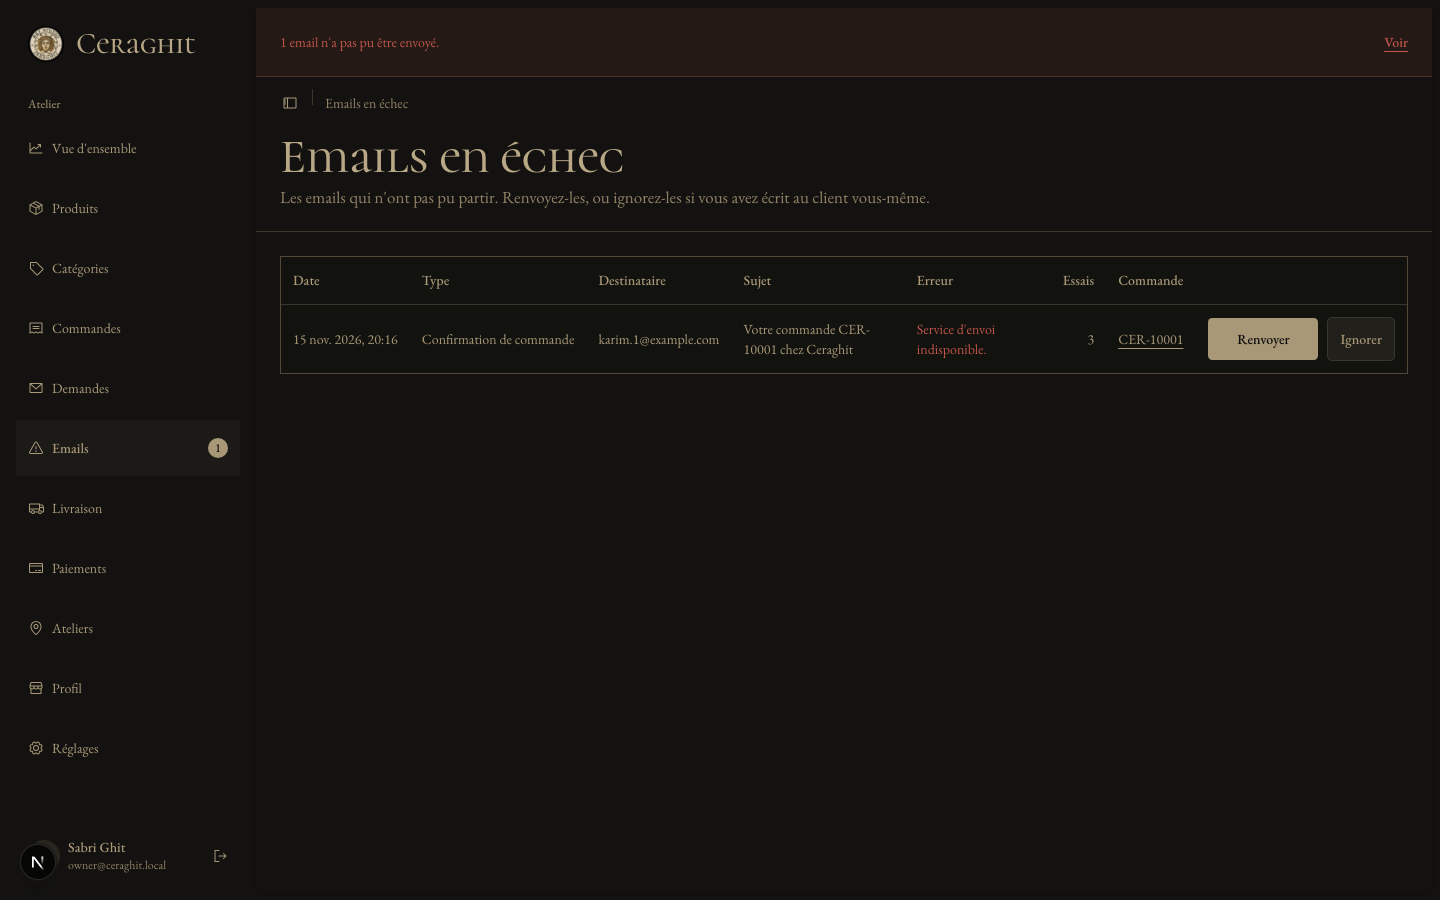 Ceraghit
Atelier
Vue d'ensemble
Produits
Catégories
Commandes
Demandes
Emails 1
Livraison
Paiements
Ateliers
Profil
Réglages
N
Sabri Ghit
owner@ceraghit.local
1 email n'a pas pu être envoyé. Voir
Emails en échec
Emails en échec
Les emails qui n'ont pas pu partir. Renvoyez-les, ou ignorez-les si vous avez écrit au client vous-même.
Date Type Destinataire Sujet Erreur Essais Commande
15 nov. 2026, 20:16 Confirmation de commande karim.1@example.com Votre commande CER-
10001 chez Ceraghit Service d'envoi
indisponible. 3 CER-10001 Renvoyer Ignorer